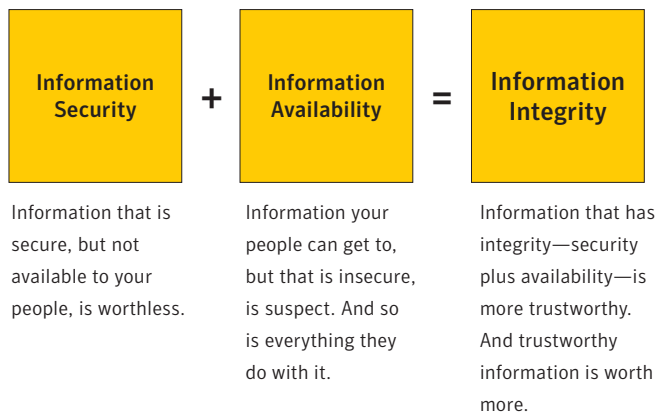 Information
Security
+
Information
Availability
=
Information
Integrity
Information that is
secure, but not
available to your
people, is worthless.
Information your
people can get to,
but that is insecure,
is suspect. And so
is everything they
do with it.
Information that has
integrity—security
plus availability—is
more trustworthy.
And trustworthy
information is worth
more.